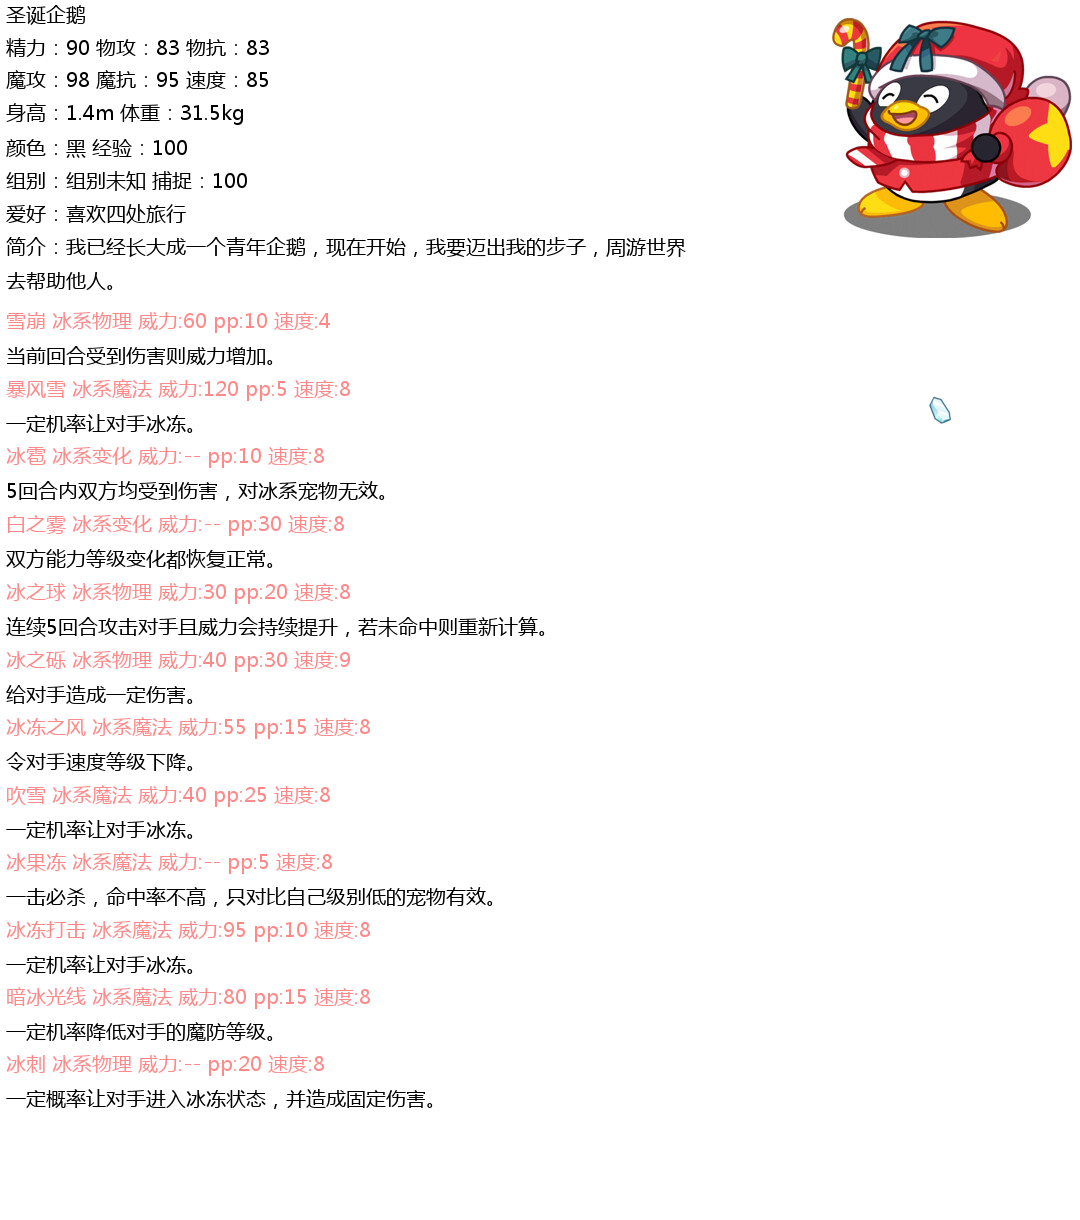 圣诞企鹅
精力：90 物攻：83 物抗：83
魔攻：98 魔抗：95 速度：85
身高：1.4m 体重：31.5kg
颜色：黑 经验：100
组别：组别未知 捕捉：100
爱好：喜欢四处旅行
简介：我已经长大成一个青年企鹅，现在开始，我要迈出我的步子，周游世界
去帮助他人。
雪崩 冰系物理 威力:60 pp:10 速度:4
当前回合受到伤害则威力增加。
暴风雪 冰系魔法 威力:120 pp:5 速度:8
一定机率让对手冰冻。
冰雹 冰系变化 威力:-- pp:10 速度:8
5回合内双方均受到伤害，对冰系宠物无效。
白之雾 冰系变化 威力:-- pp:30 速度:8
双方能力等级变化都恢复正常。
冰之球 冰系物理 威力:30 pp:20 速度:8
连续5回合攻击对手且威力会持续提升，若未命中则重新计算。
冰之砾 冰系物理 威力:40 pp:30 速度:9
给对手造成一定伤害。
冰冻之风 冰系魔法 威力:55 pp:15 速度:8
令对手速度等级下降。
吹雪 冰系魔法 威力:40 pp:25 速度:8
一定机率让对手冰冻。
冰果冻 冰系魔法 威力:-- pp:5 速度:8
一击必杀，命中率不高，只对比自己级别低的宠物有效。
冰冻打击 冰系魔法 威力:95 pp:10 速度:8
一定机率让对手冰冻。
暗冰光线 冰系魔法 威力:80 pp:15 速度:8
一定机率降低对手的魔防等级。
冰刺 冰系物理 威力:-- pp:20 速度:8
一定概率让对手进入冰冻状态，并造成固定伤害。